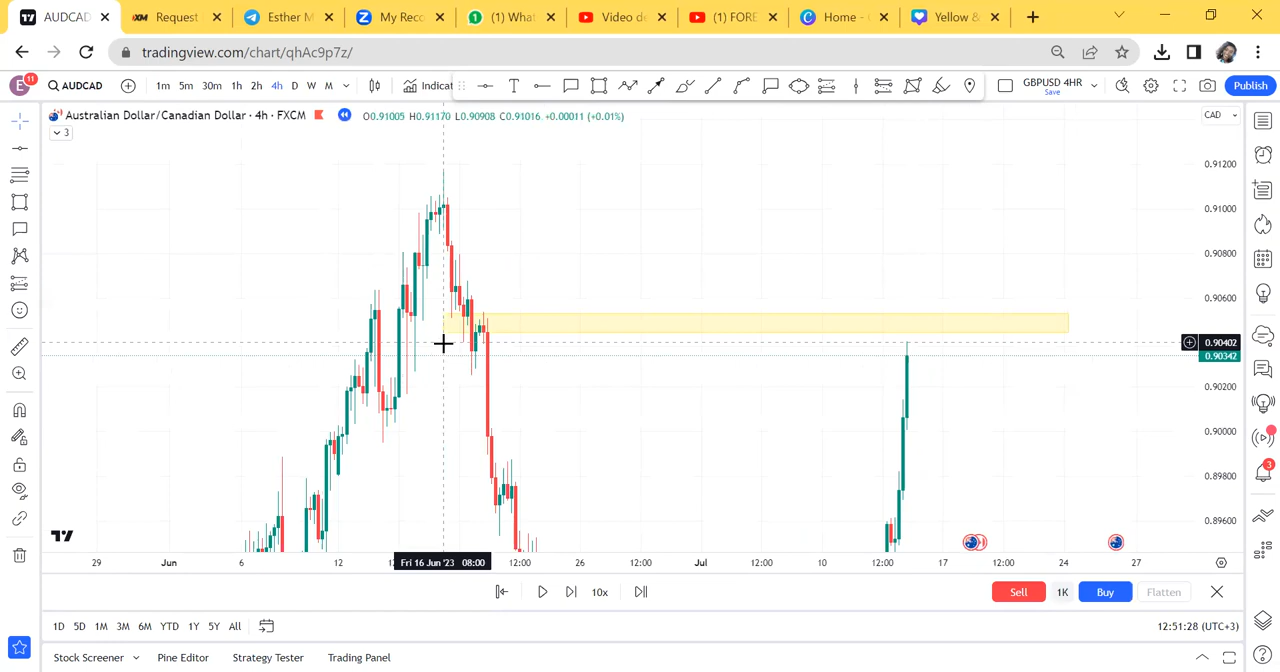 AUDCAD
Request
Esther M
My Reco
(1) What
Video de
(1) FORE
Home -
Yellow &
tradingview.com/chart/qhAc9p7z/
E 11
AUDCAD
1m 5m 30m 1h 2h 4h D W M
Indicat
GBPUSD 4HR
Save
Publish
Australian Dollar/Canadian Dollar · 4h · FXCM
O0.91005 H0.91170 L0.90908 C0.91016 +0.00011 (+0.01%)
CAD
3
0.91200
0.91000
0.90800
0.90600
0.90402
0.90342
0.90200
0.90000
0.89800
0.89600
3
29 Jun 6 12 Fri 16 Jun '23 08:00 12:00 26 12:00 Jul 12:00 10 12:00 17 12:00 24 27
10x
Sell 1K Buy Flatten
1D 5D 1M 3M 6M YTD 1Y 5Y All
12:51:28 (UTC+3)
Stock Screener Pine Editor Strategy Tester Trading Panel